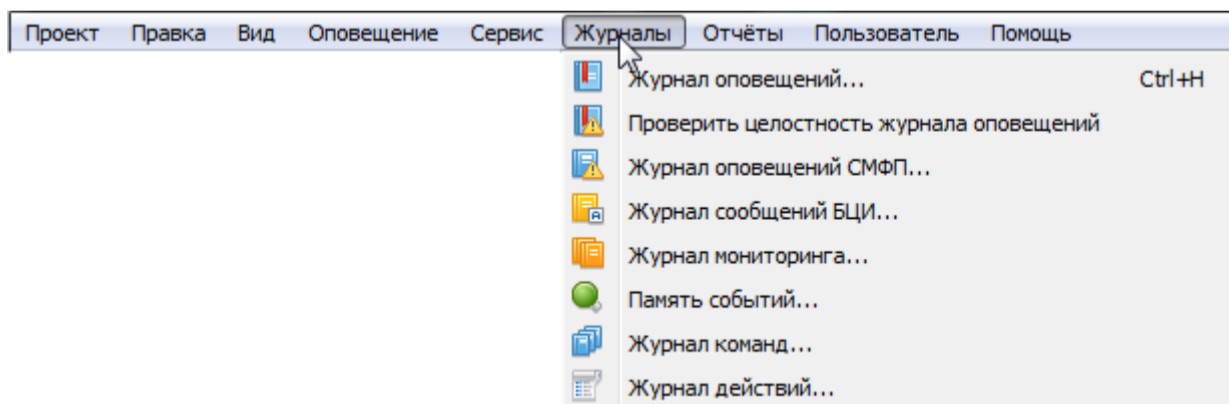 Проект Правка Вид Оповещение Сервис Журналы Отчёты Пользователь Помощь
Журнал оповещений... Ctrl+H
Проверить целостность журнала оповещений
Журнал оповещений СМФП...
Журнал сообщений БЦИ...
Журнал мониторинга...
Память событий...
Журнал команд...
Журнал действий...